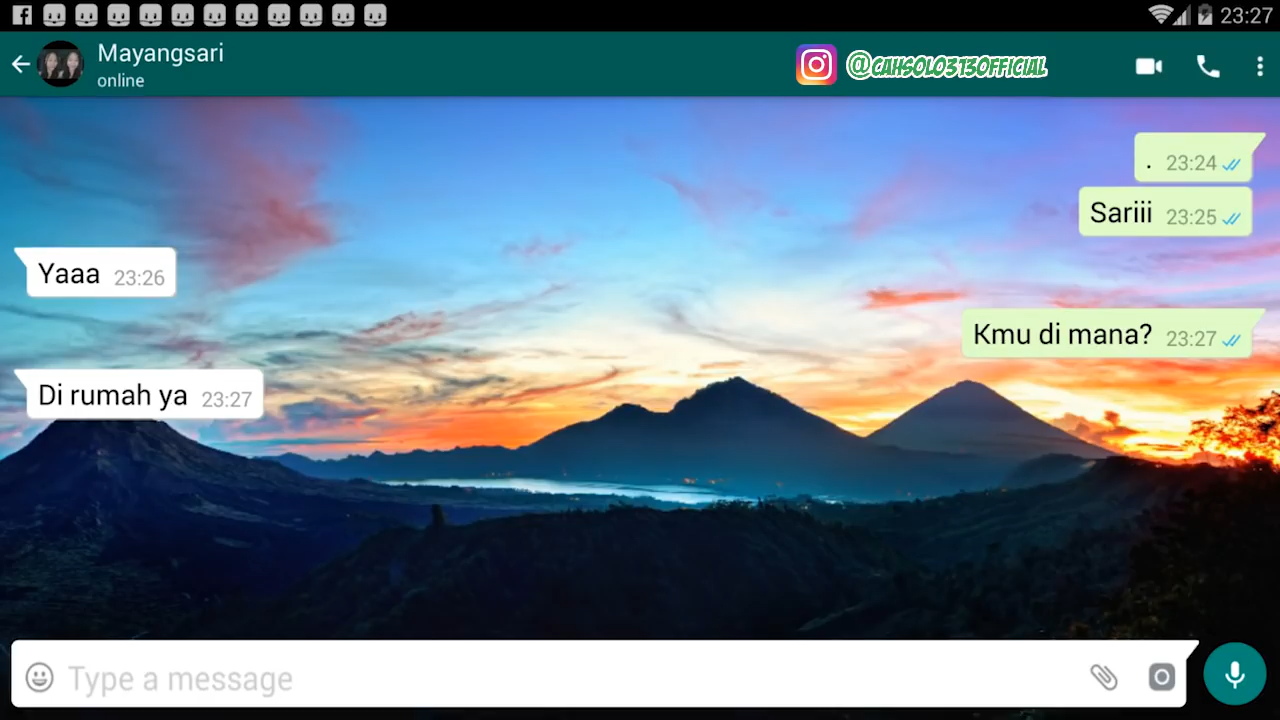 23:27
Mayangsari
online
@CAHSOLO313OFFICIAL
. 23:24
Sariii 23:25
Yaaa 23:26
Kmu di mana? 23:27
Di rumah ya 23:27
Type a message